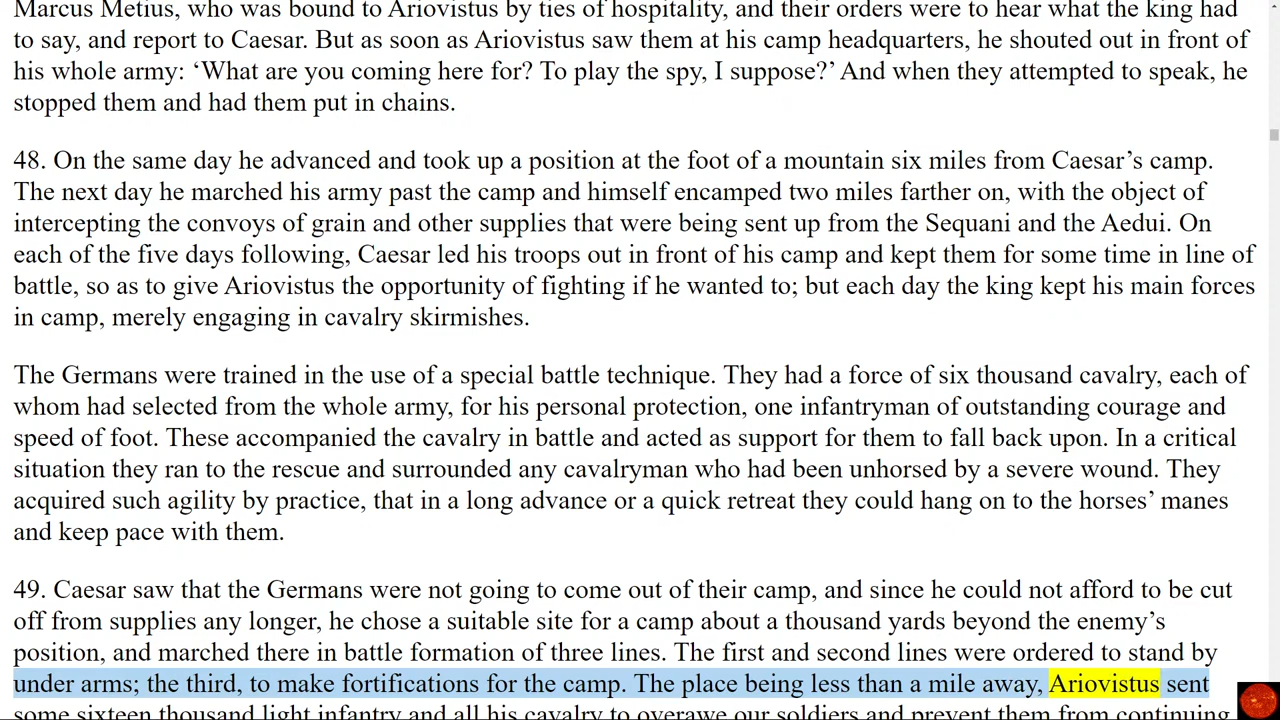 Marcus Metius, who was bound to Ariovistus by ties of hospitality, and their orders were to hear what the king had
to say, and report to Caesar. But as soon as Ariovistus saw them at his camp headquarters, he shouted out in front of
his whole army: ‘What are you coming here for? To play the spy, I suppose?’ And when they attempted to speak, he
stopped them and had them put in chains.
48. On the same day he advanced and took up a position at the foot of a mountain six miles from Caesar’s camp.
The next day he marched his army past the camp and himself encamped two miles farther on, with the object of
intercepting the convoys of grain and other supplies that were being sent up from the Sequani and the Aedui. On
each of the five days following, Caesar led his troops out in front of his camp and kept them for some time in line of
battle, so as to give Ariovistus the opportunity of fighting if he wanted to; but each day the king kept his main forces
in camp, merely engaging in cavalry skirmishes.
The Germans were trained in the use of a special battle technique. They had a force of six thousand cavalry, each of
whom had selected from the whole army, for his personal protection, one infantryman of outstanding courage and
speed of foot. These accompanied the cavalry in battle and acted as support for them to fall back upon. In a critical
situation they ran to the rescue and surrounded any cavalryman who had been unhorsed by a severe wound. They
acquired such agility by practice, that in a long advance or a quick retreat they could hang on to the horses’ manes
and keep pace with them.
49. Caesar saw that the Germans were not going to come out of their camp, and since he could not afford to be cut
off from supplies any longer, he chose a suitable site for a camp about a thousand yards beyond the enemy’s
position, and marched there in battle formation of three lines. The first and second lines were ordered to stand by
under arms; the third, to make fortifications for the camp. The place being less than a mile away, Ariovistus sent
some sixteen thousand light infantry and all his cavalry to overawe our soldiers and prevent them from continuing